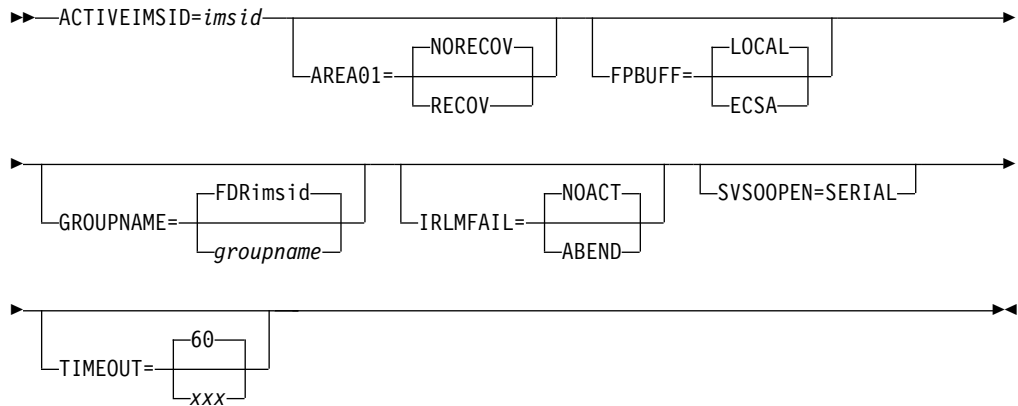 ACTIVEIMSID=imsid
AREA01=
NORECOV
RECOV
FPBUFF=
LOCAL
ECSA
GROUPNAME=
FDRimsid
groupname
IRLMFAIL=
NOACT
ABEND
SVSOOPEN=SERIAL
TIMEOUT=
60
xxx